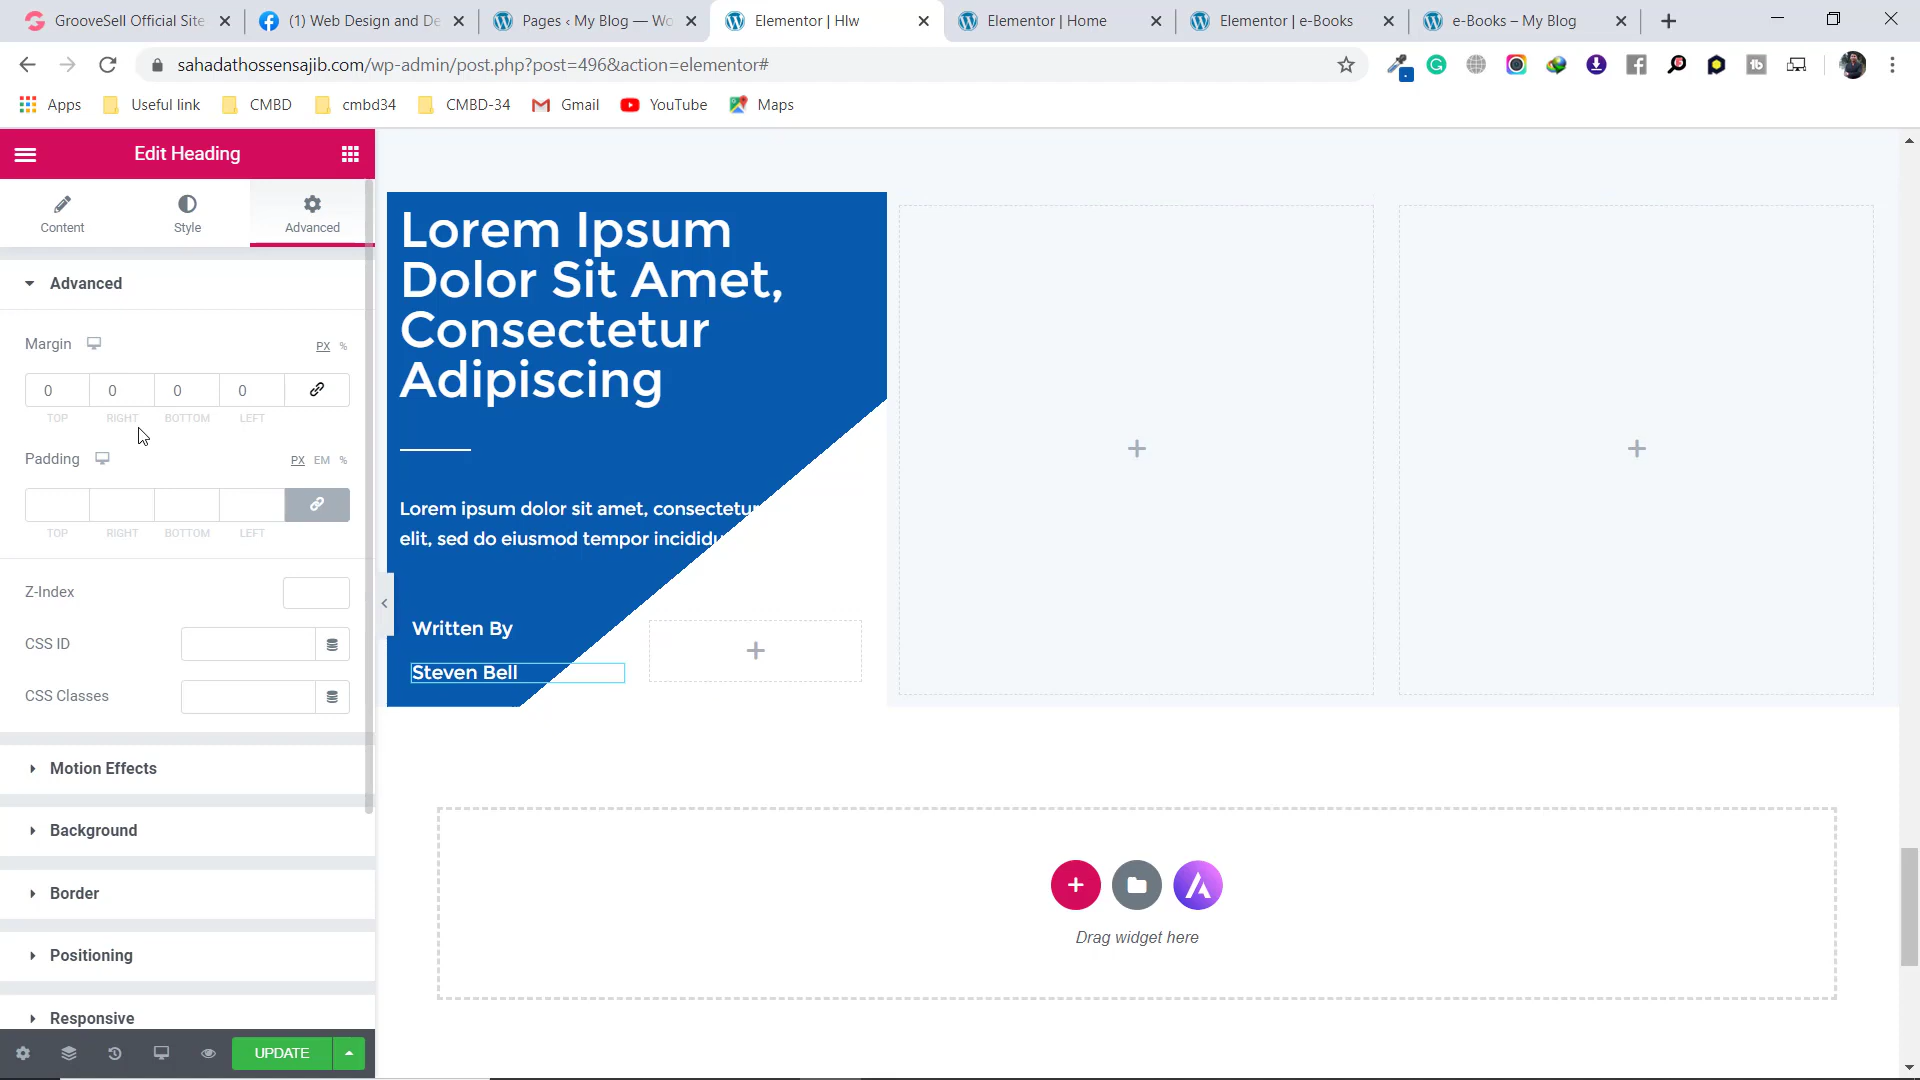 GrooveSell Official Site
(1) Web Design and De
Pages ‹ My Blog — Wo
Elementor | Hlw
Elementor | Home
Elementor | e-Books
e-Books – My Blog
sahadathossensajib.com/wp-admin/post.php?post=496&action=elementor#
Apps
Useful link
CMBD
cmbd34
CMBD-34
Gmail
YouTube
Maps
Edit Heading
Content
Style
Advanced
Advanced
Margin
PX %
0 0 0 0
TOP RIGHT BOTTOM LEFT
Padding
PX EM %
TOP RIGHT BOTTOM LEFT
Z-Index
CSS ID
CSS Classes
Motion Effects
Background
Border
Positioning
Responsive
UPDATE
Lorem Ipsum
Dolor Sit Amet,
Consectetur
Adipiscing
Lorem ipsum dolor sit amet, consectetu
elit, sed do eiusmod tempor incididu
Written By
Steven Bell
Drag widget here